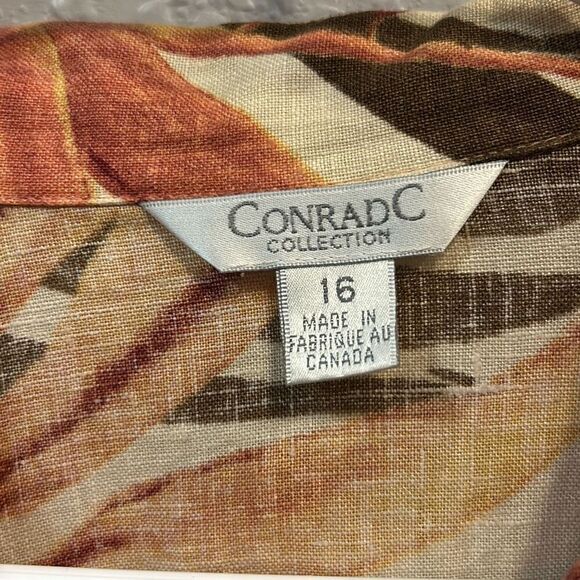 CONRADC
COLLECTION
16
MADE IN
FABRIQUE AU
CANADA